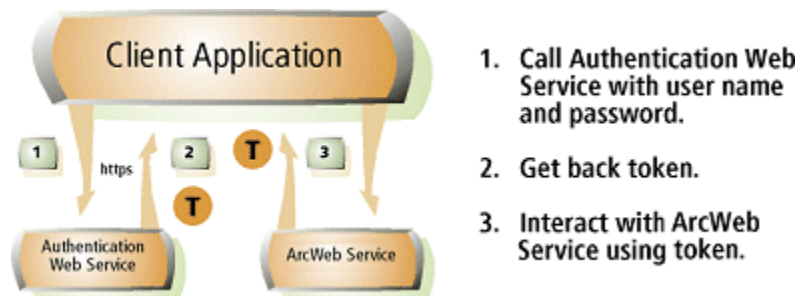 Client Application
1
https
2
T
T
3
Authentication
Web Service
ArcWeb Service
1. Call Authentication Web
Service with user name
and password.
2. Get back token.
3. Interact with ArcWeb
Service using token.